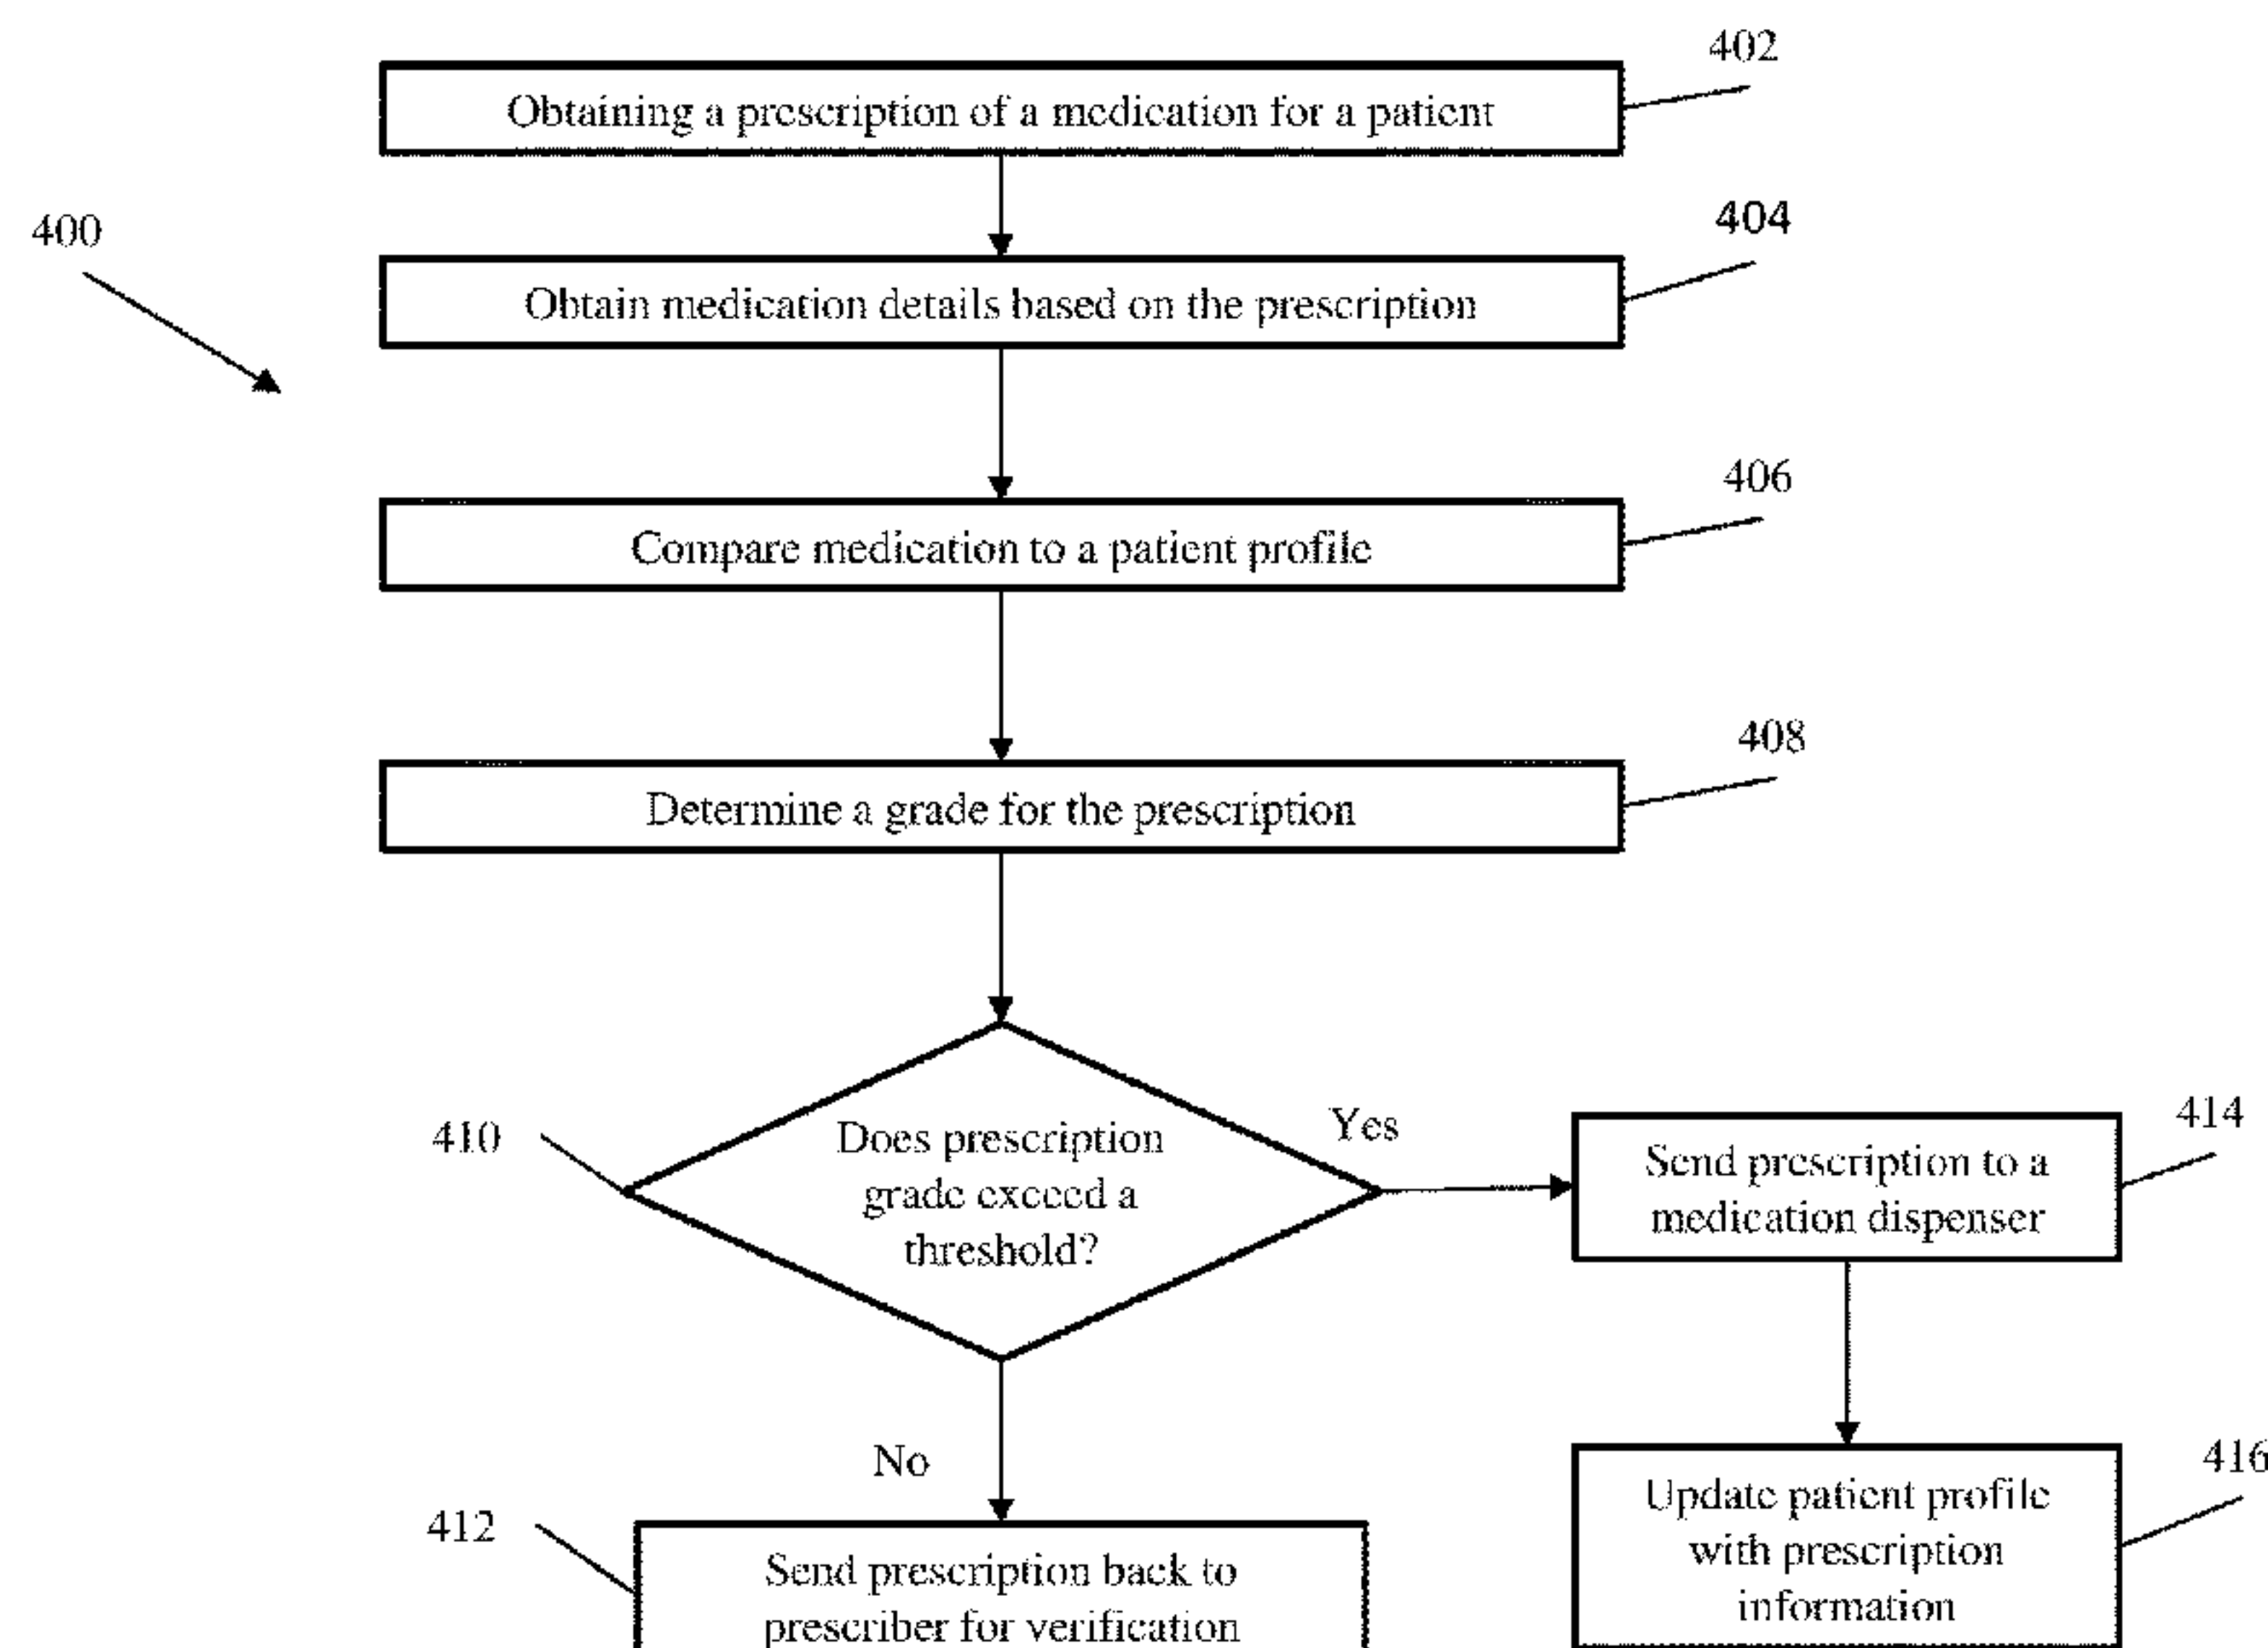 402
Obtaining a prescription of a medication for a patient
400
404
Obtain medication details based on the prescription
406
Compare medication to a patient profile
408
Determine a grade for the prescription
410
Does prescription
grade exceed a
threshold?
Yes
414
Send prescription to a
medication dispenser
No
416
Update patient profile
with prescription
information
412
Send prescription back to
prescriber for verification